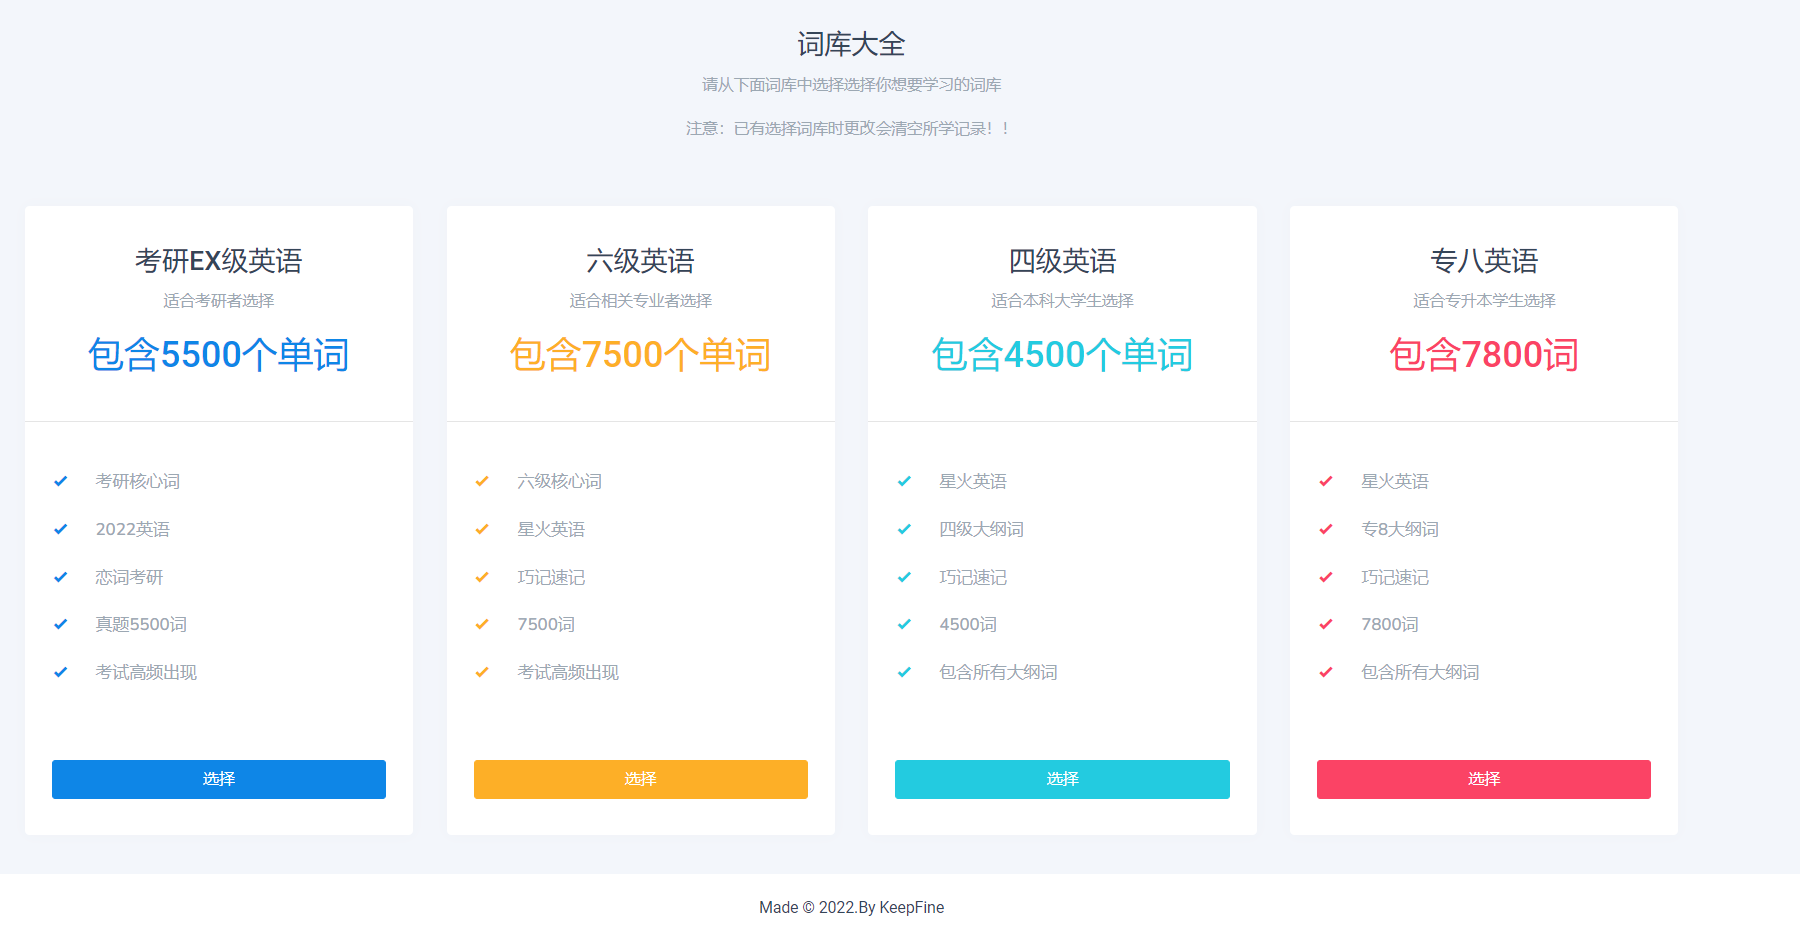 词库大全
请从下面词库中选择选择你想要学习的词库
注意：已有选择词库时更改会清空所学记录！！
考研EX级英语
适合考研者选择
包含5500个单词
考研核心词
2022英语
恋词考研
真题5500词
考试高频出现
选择
六级英语
适合相关专业者选择
包含7500个单词
六级核心词
星火英语
巧记速记
7500词
考试高频出现
选择
四级英语
适合本科大学生选择
包含4500个单词
星火英语
四级大纲词
巧记速记
4500词
包含所有大纲词
选择
专八英语
适合专升本学生选择
包含7800词
星火英语
专8大纲词
巧记速记
7800词
包含所有大纲词
选择
Made © 2022.By KeepFine